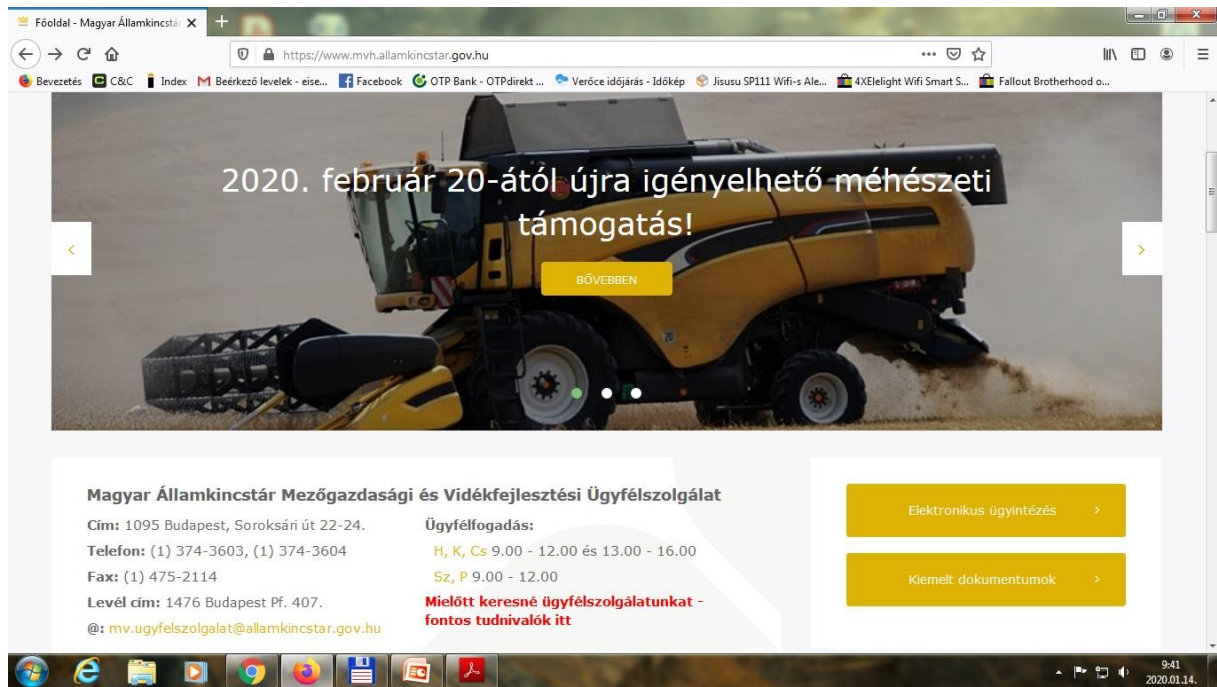 Főoldal - Magyar Államkincstár
https://www.mvh.allamkincstar.gov.hu
Bevezetés C&C Index Beérkező levelek - eise... Facebook OTP Bank - OTPdirekt ... Verőce időjárás - Időkép Jisusu SP111 Wifi-s Ale... 4XElelight Wifi Smart S... Fallout Brotherhood o...
2020. február 20-ától újra igényelhető méhészeti
támogatás!
BŐVEBBEN
Magyar Államkincstár Mezőgazdasági és Vidékfejlesztési Ügyfélszolgálat
Cím: 1095 Budapest, Soroksári út 22-24.
Telefon: (1) 374-3603, (1) 374-3604
Fax: (1) 475-2114
Levél cím: 1476 Budapest Pf. 407.
@: mv.ugyfelszolgalat@allamkincstar.gov.hu
Ügyfélfogadás:
H, K, Cs 9.00 - 12.00 és 13.00 - 16.00
Sz, P 9.00 - 12.00
Mielőtt keresné ügyfélszolgálatunkat -
fontos tudnivalók itt
Elektronikus ügyintézés
Kiemelt dokumentumok
9:41
2020.01.14.